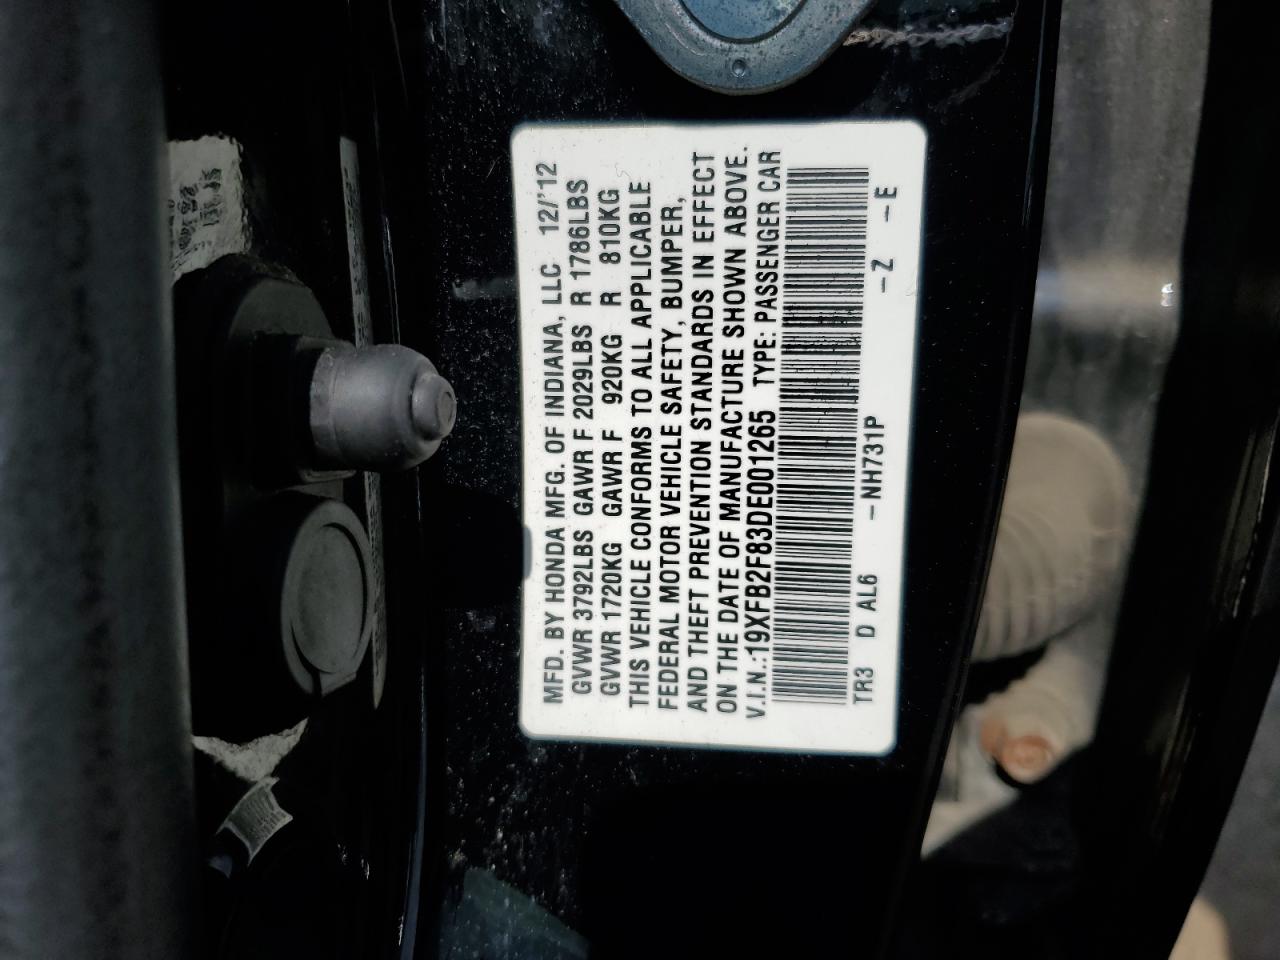 MFD. BY HONDA MFG. OF INDIANA, LLC 12/'12
GVWR 3792LBS GAWR F 2029LBS R 1786LBS
GVWR 1720KG GAWR F 920KG R 810KG
THIS VEHICLE CONFORMS TO ALL APPLICABLE
FEDERAL MOTOR VEHICLE SAFETY, BUMPER,
AND THEFT PREVENTION STANDARDS IN EFFECT
ON THE DATE OF MANUFACTURE SHOWN ABOVE.
V.I.N.:19XFB2F83DE001265 TYPE: PASSENGER CAR
TR3 D AL6 -NH731P -Z -E